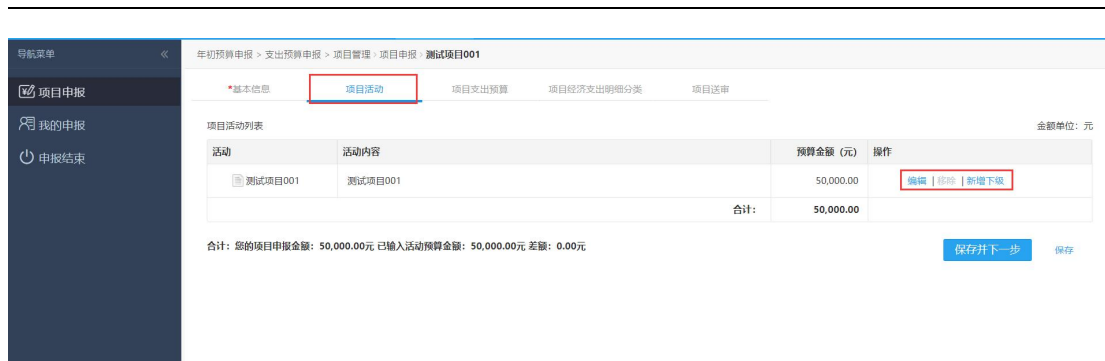 导航菜单 «
年初预算申报 > 支出预算申报 > 项目管理 > 项目申报 > 测试项目001
项目申报
我的申报
申报结束
*基本信息 项目活动 项目支出预算 项目经济支出明细分类 项目送审
项目活动列表 金额单位：元
活动 活动内容 预算金额（元） 操作
测试项目001 测试项目001 50,000.00 编辑 | 移除 | 新增下级
合计： 50,000.00
合计：您的项目申报金额：50,000.00元 已输入活动预算金额：50,000.00元 差额：0.00元
保存并下一步 保存